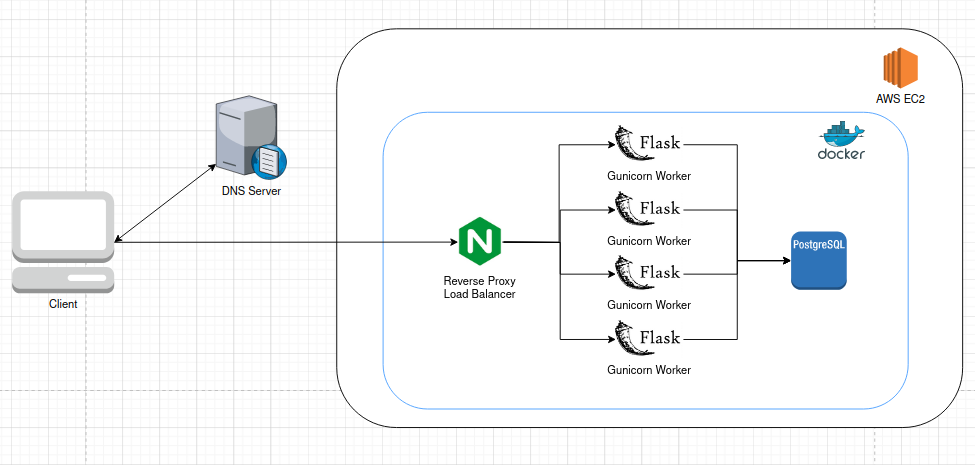 AWS EC2
docker
Flask
Gunicorn Worker
DNS Server
Flask
Gunicorn Worker
N
PostgreSQL
Reverse Proxy
Load Balancer
Flask
Gunicorn Worker
Client
Flask
Gunicorn Worker